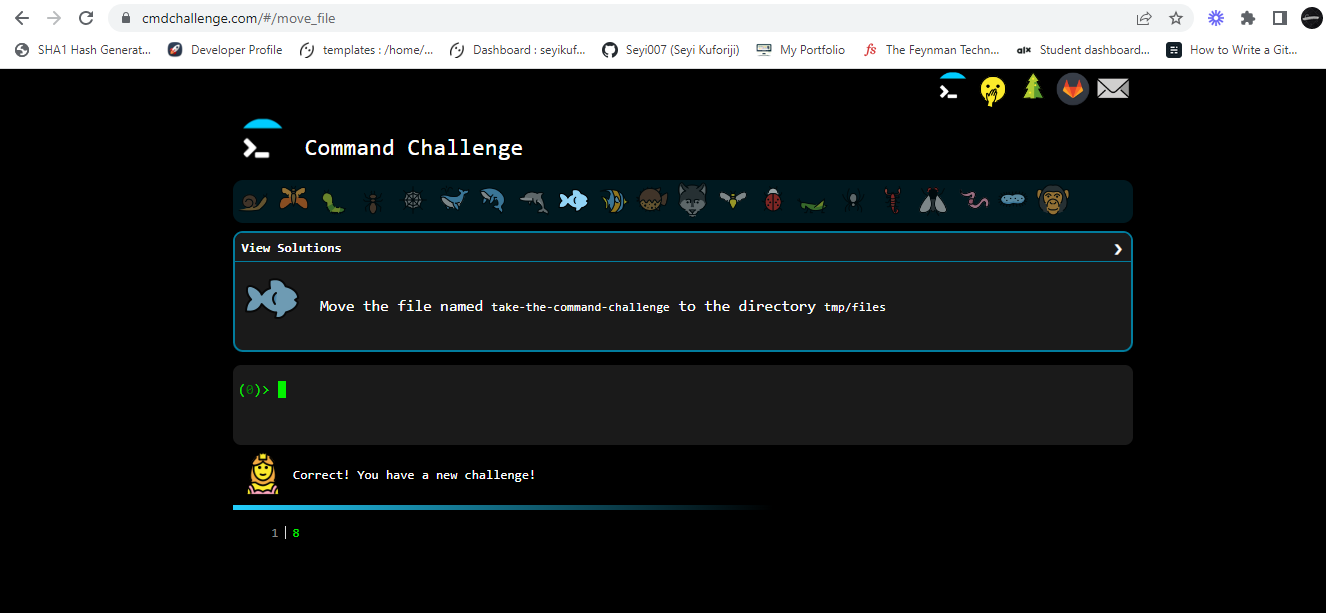 cmdchallenge.com/#/move_file
SHA1 Hash Generat... Developer Profile templates : /home/... Dashboard : seyikuf... Seyi007 (Seyi Kuforiji) My Portfolio The Feynman Techn... Student dashboard... How to Write a Git...
Command Challenge
View Solutions
Move the file named take-the-command-challenge to the directory tmp/files
(0)>
Correct! You have a new challenge!
1 | 8